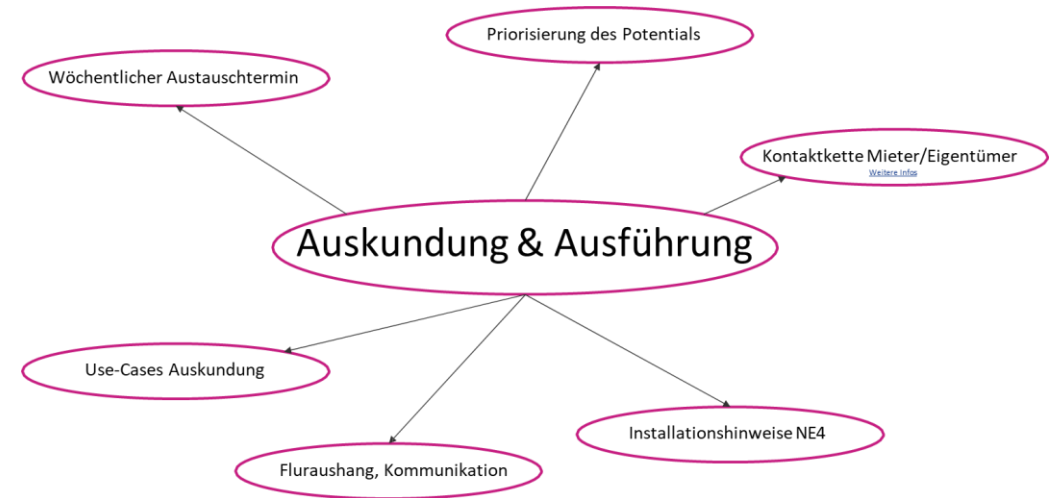 Priorisierung des Potentials
Wöchentlicher Austauschtermin
Kontaktkette Mieter/Eigentümer
Weitere Infos
Auskundung & Ausführung
Use-Cases Auskundung
Installationshinweise NE4
Fluraushang, Kommunikation